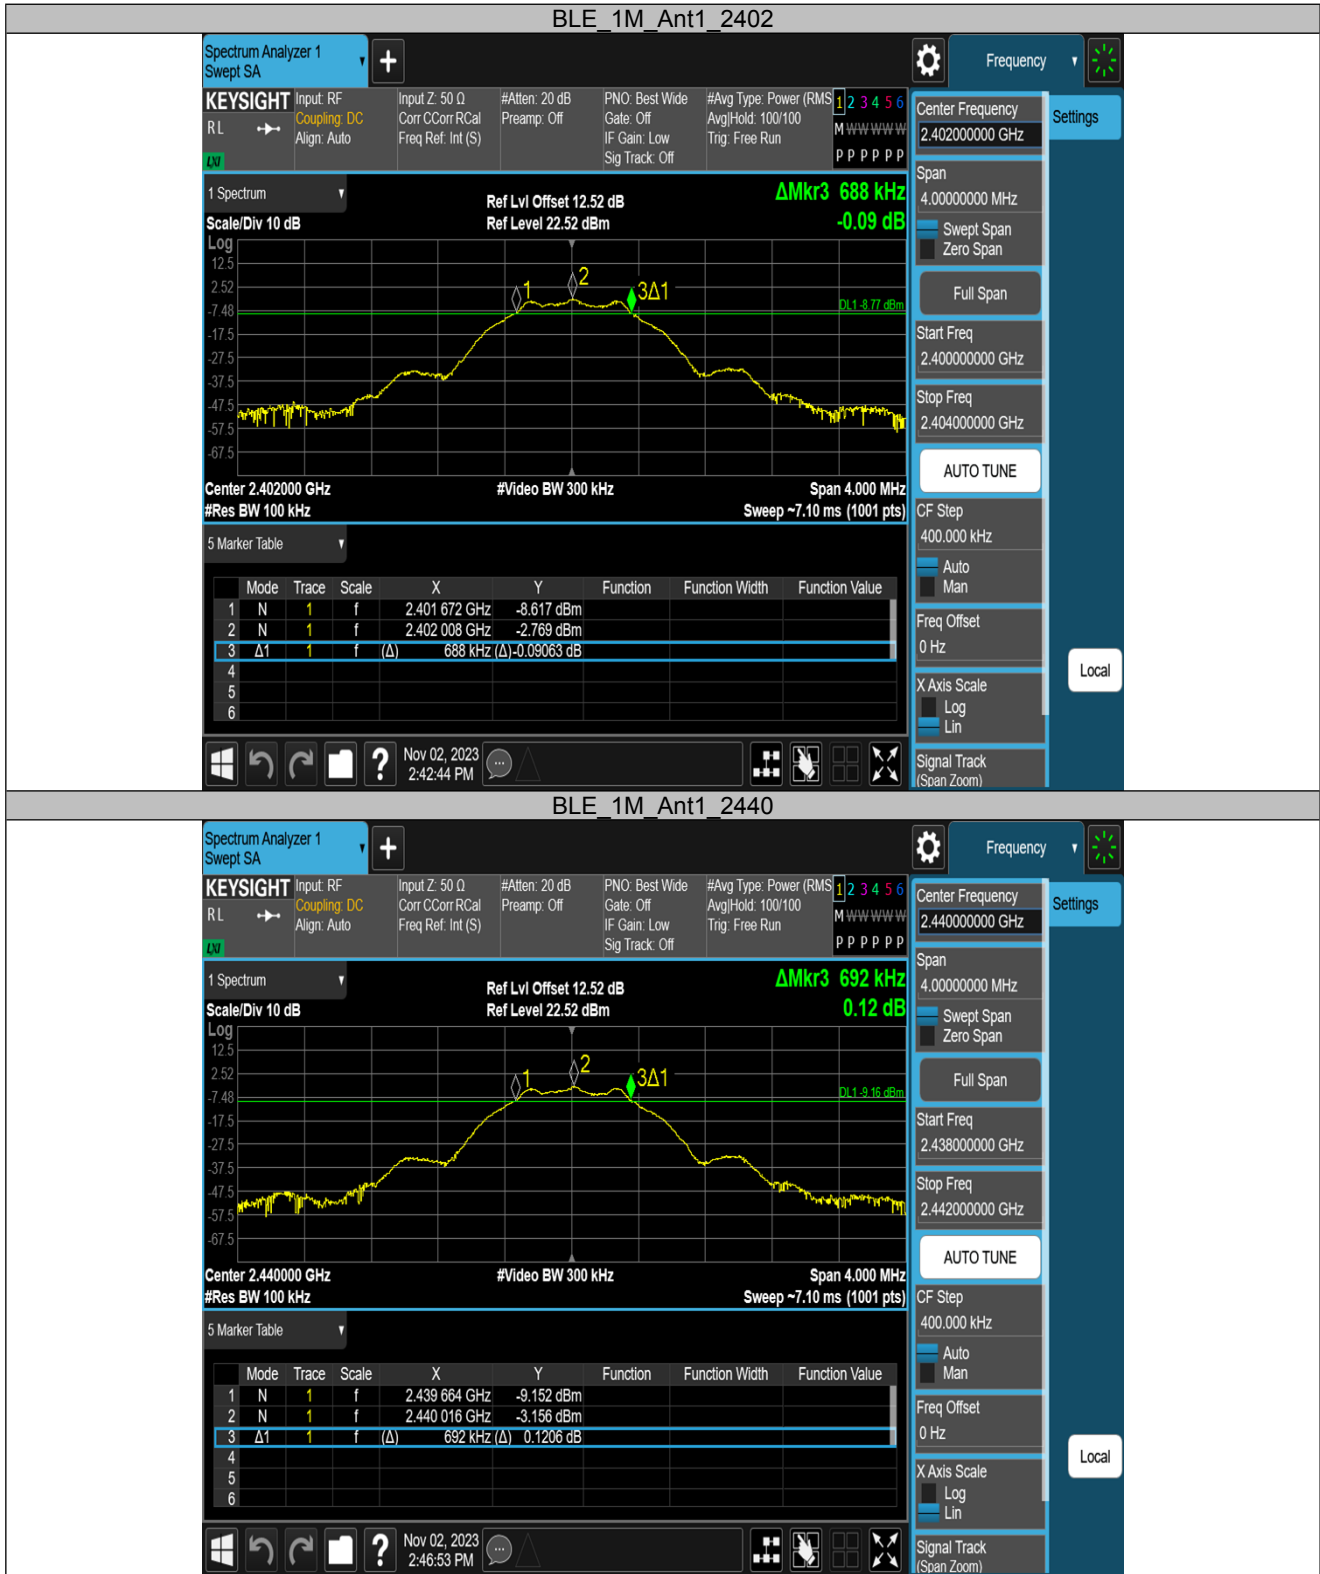 BLE_1M_Ant1_2402
Spectrum Analyzer 1
Swept SA
Frequency
KEYSIGHT
RL
LXI
Input: RF
Coupling: DC
Align: Auto
Input Z: 50 Ω
Corr CCorr RCal
Freq Ref: Int (S)
#Atten: 20 dB
Preamp: Off
PNO: Best Wide
Gate: Off
IF Gain: Low
Sig Track: Off
#Avg Type: Power (RMS
Avg|Hold: 100/100
Trig: Free Run
1 2 3 4 5 6
M W W W W W
P P P P P P
Center Frequency
2.402000000 GHz
Settings
Span
4.00000000 MHz
Swept Span
Zero Span
Full Span
Start Freq
2.400000000 GHz
Stop Freq
2.404000000 GHz
AUTO TUNE
CF Step
400.000 kHz
Auto
Man
Freq Offset
0 Hz
X Axis Scale
Log
Lin
Signal Track
(Span Zoom)
Local
1 Spectrum
Scale/Div 10 dB
Ref Lvl Offset 12.52 dB
Ref Level 22.52 dBm
ΔMkr3 688 kHz
-0.09 dB
Log
12.5
2.52
-7.48
-17.5
-27.5
-37.5
-47.5
-57.5
-67.5
1
2
3Δ1
DL1 -8.77 dBm
Center 2.402000 GHz
#Video BW 300 kHz
Span 4.000 MHz
#Res BW 100 kHz
Sweep ~7.10 ms (1001 pts)
5 Marker Table
Mode Trace Scale X Y Function Function Width Function Value
1 N 1 f 2.401 672 GHz -8.617 dBm
2 N 1 f 2.402 008 GHz -2.769 dBm
3 Δ1 1 f (Δ) 688 kHz (Δ) -0.09063 dB
4
5
6
Nov 02, 2023
2:42:44 PM
BLE_1M_Ant1_2440
Spectrum Analyzer 1
Swept SA
Frequency
KEYSIGHT
RL
LXI
Input: RF
Coupling: DC
Align: Auto
Input Z: 50 Ω
Corr CCorr RCal
Freq Ref: Int (S)
#Atten: 20 dB
Preamp: Off
PNO: Best Wide
Gate: Off
IF Gain: Low
Sig Track: Off
#Avg Type: Power (RMS
Avg|Hold: 100/100
Trig: Free Run
1 2 3 4 5 6
M W W W W W
P P P P P P
Center Frequency
2.440000000 GHz
Settings
Span
4.00000000 MHz
Swept Span
Zero Span
Full Span
Start Freq
2.438000000 GHz
Stop Freq
2.442000000 GHz
AUTO TUNE
CF Step
400.000 kHz
Auto
Man
Freq Offset
0 Hz
X Axis Scale
Log
Lin
Signal Track
(Span Zoom)
Local
1 Spectrum
Scale/Div 10 dB
Ref Lvl Offset 12.52 dB
Ref Level 22.52 dBm
ΔMkr3 692 kHz
0.12 dB
Log
12.5
2.52
-7.48
-17.5
-27.5
-37.5
-47.5
-57.5
-67.5
1
2
3Δ1
DL1 -9.16 dBm
Center 2.440000 GHz
#Video BW 300 kHz
Span 4.000 MHz
#Res BW 100 kHz
Sweep ~7.10 ms (1001 pts)
5 Marker Table
Mode Trace Scale X Y Function Function Width Function Value
1 N 1 f 2.439 664 GHz -9.152 dBm
2 N 1 f 2.440 016 GHz -3.156 dBm
3 Δ1 1 f (Δ) 692 kHz (Δ) 0.1206 dB
4
5
6
Nov 02, 2023
2:46:53 PM